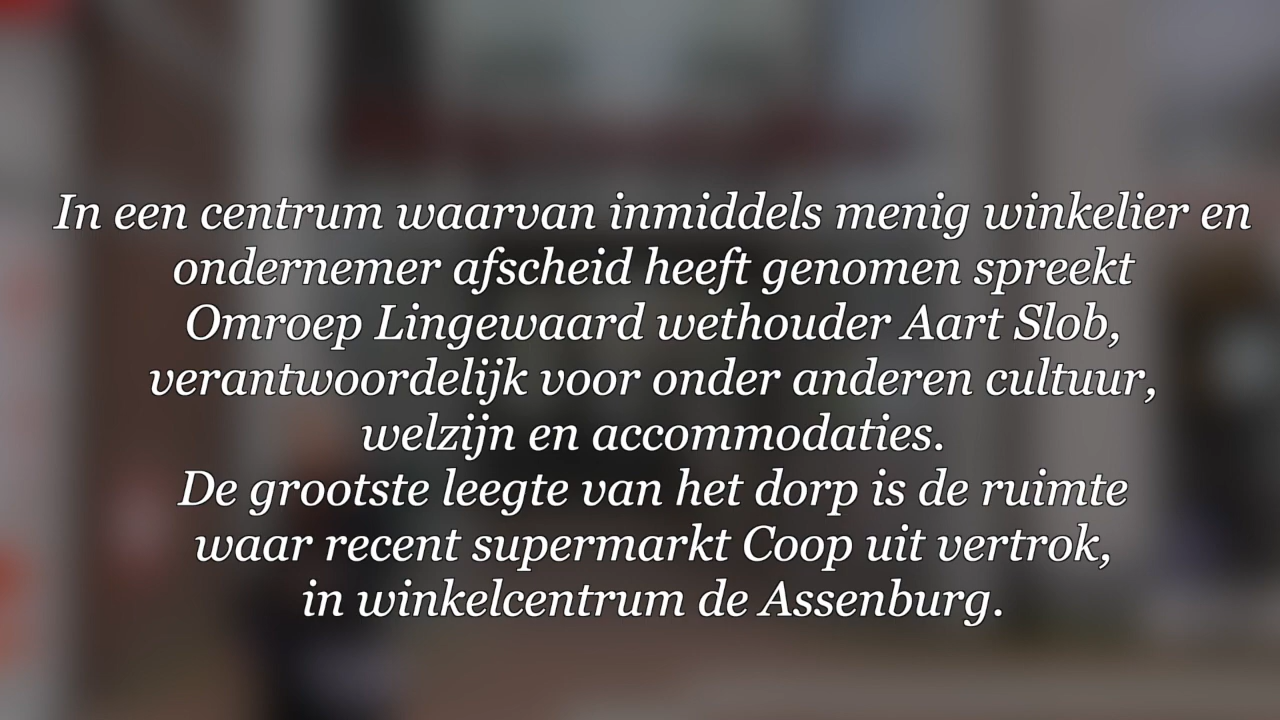 In een centrum waarvan inmiddels menig winkelier en
ondernemer afscheid heeft genomen spreekt
Omroep Lingewaard wethouder Aart Slob,
verantwoordelijk voor onder anderen cultuur,
welzijn en accommodaties.
De grootste leegte van het dorp is de ruimte
waar recent supermarkt Coop uit vertrok,
in winkelcentrum de Assenburg.